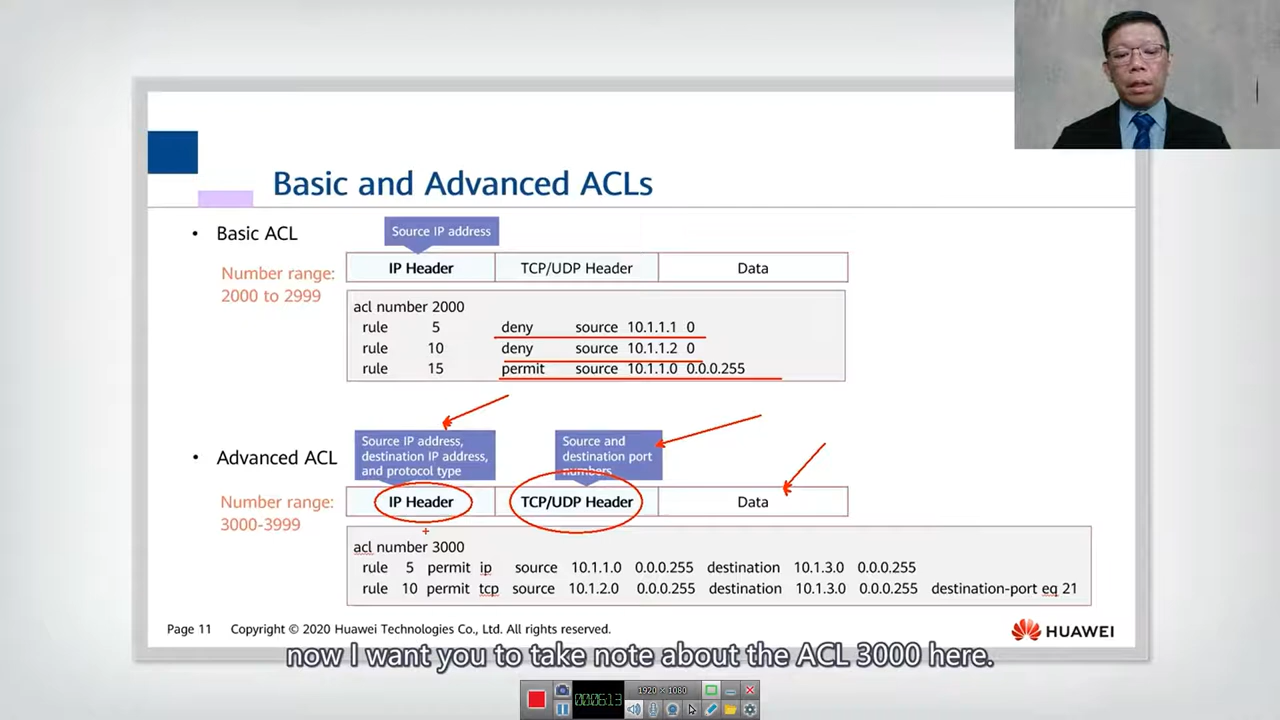 Basic and Advanced ACLs
• Basic ACL
Source IP address
Number range:
2000 to 2999
IP Header TCP/UDP Header Data
acl number 2000
rule 5 deny source 10.1.1.1 0
rule 10 deny source 10.1.1.2 0
rule 15 permit source 10.1.1.0 0.0.0.255
• Advanced ACL
Source IP address,
destination IP address,
and protocol type
Source and
destination port
numbers
Number range:
3000-3999
IP Header TCP/UDP Header Data
acl number 3000
rule 5 permit ip source 10.1.1.0 0.0.0.255 destination 10.1.3.0 0.0.0.255
rule 10 permit tcp source 10.1.2.0 0.0.0.255 destination 10.1.3.0 0.0.0.255 destination-port eq 21
Page 11 Copyright © 2020 Huawei Technologies Co., Ltd. All rights reserved.
HUAWEI
now I want you to take note about the ACL 3000 here.
000613
1920 × 1080